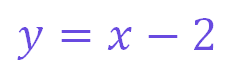 y = x − 2